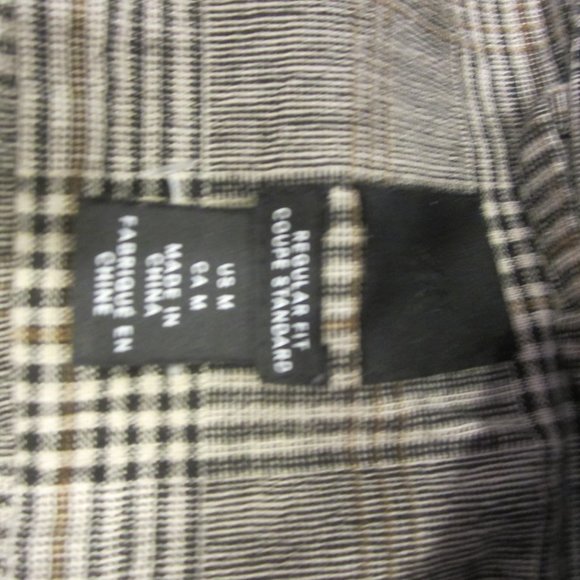 REGULAR FIT
COUPE STANDARD
US M
CA M
MADE IN
CHINA
FABRIQUÉ EN
CHINE